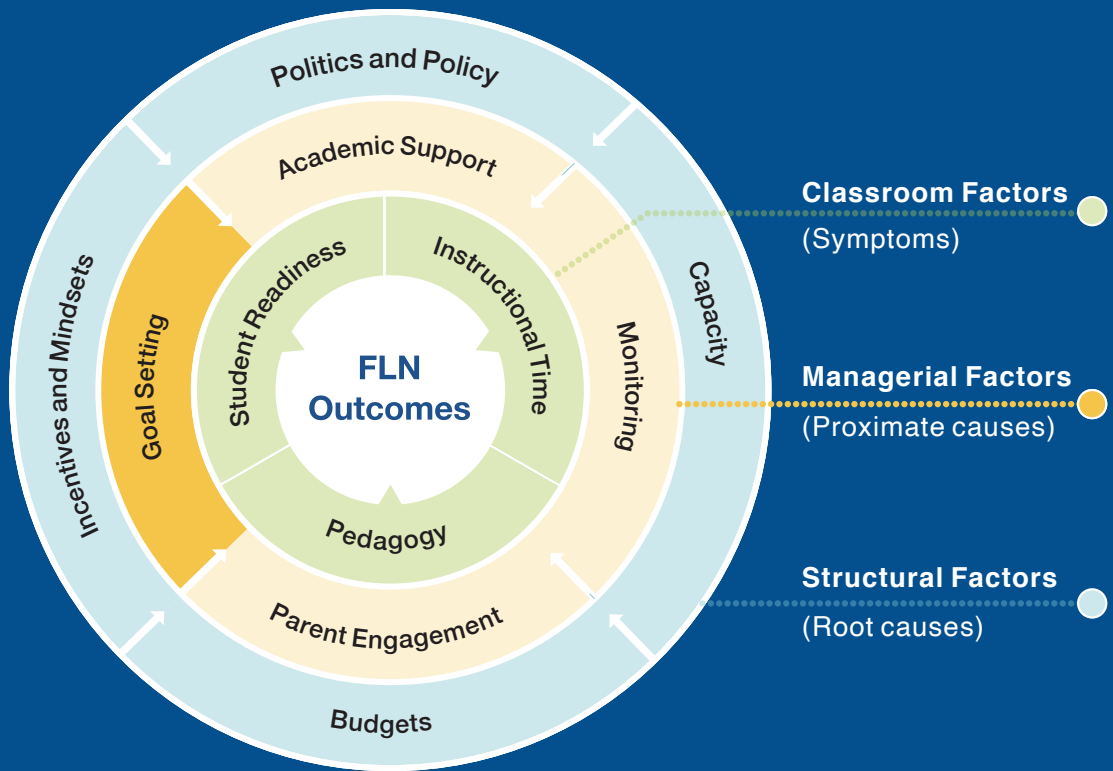 Politics and Policy
Academic Support
Student Readiness
Instructional Time
Incentives and Mindsets
Goal Setting
FLN
Outcomes
Monitoring
Capacity
Pedagogy
Parent Engagement
Budgets
Classroom Factors
(Symptoms)
Managerial Factors
(Proximate causes)
Structural Factors
(Root causes)